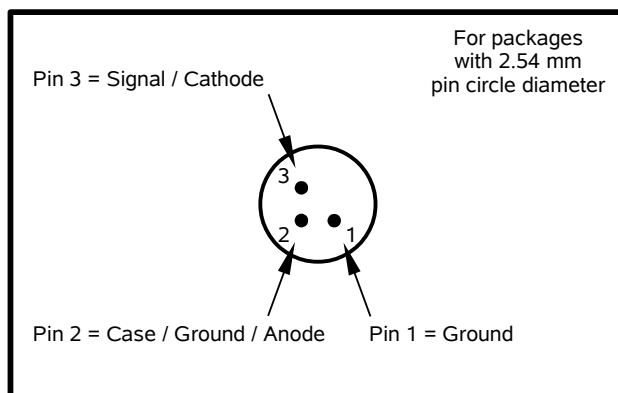 For packages
with 2.54 mm
pin circle diameter
Pin 3 = Signal / Cathode
3
2
1
Pin 2 = Case / Ground / Anode
Pin 1 = Ground